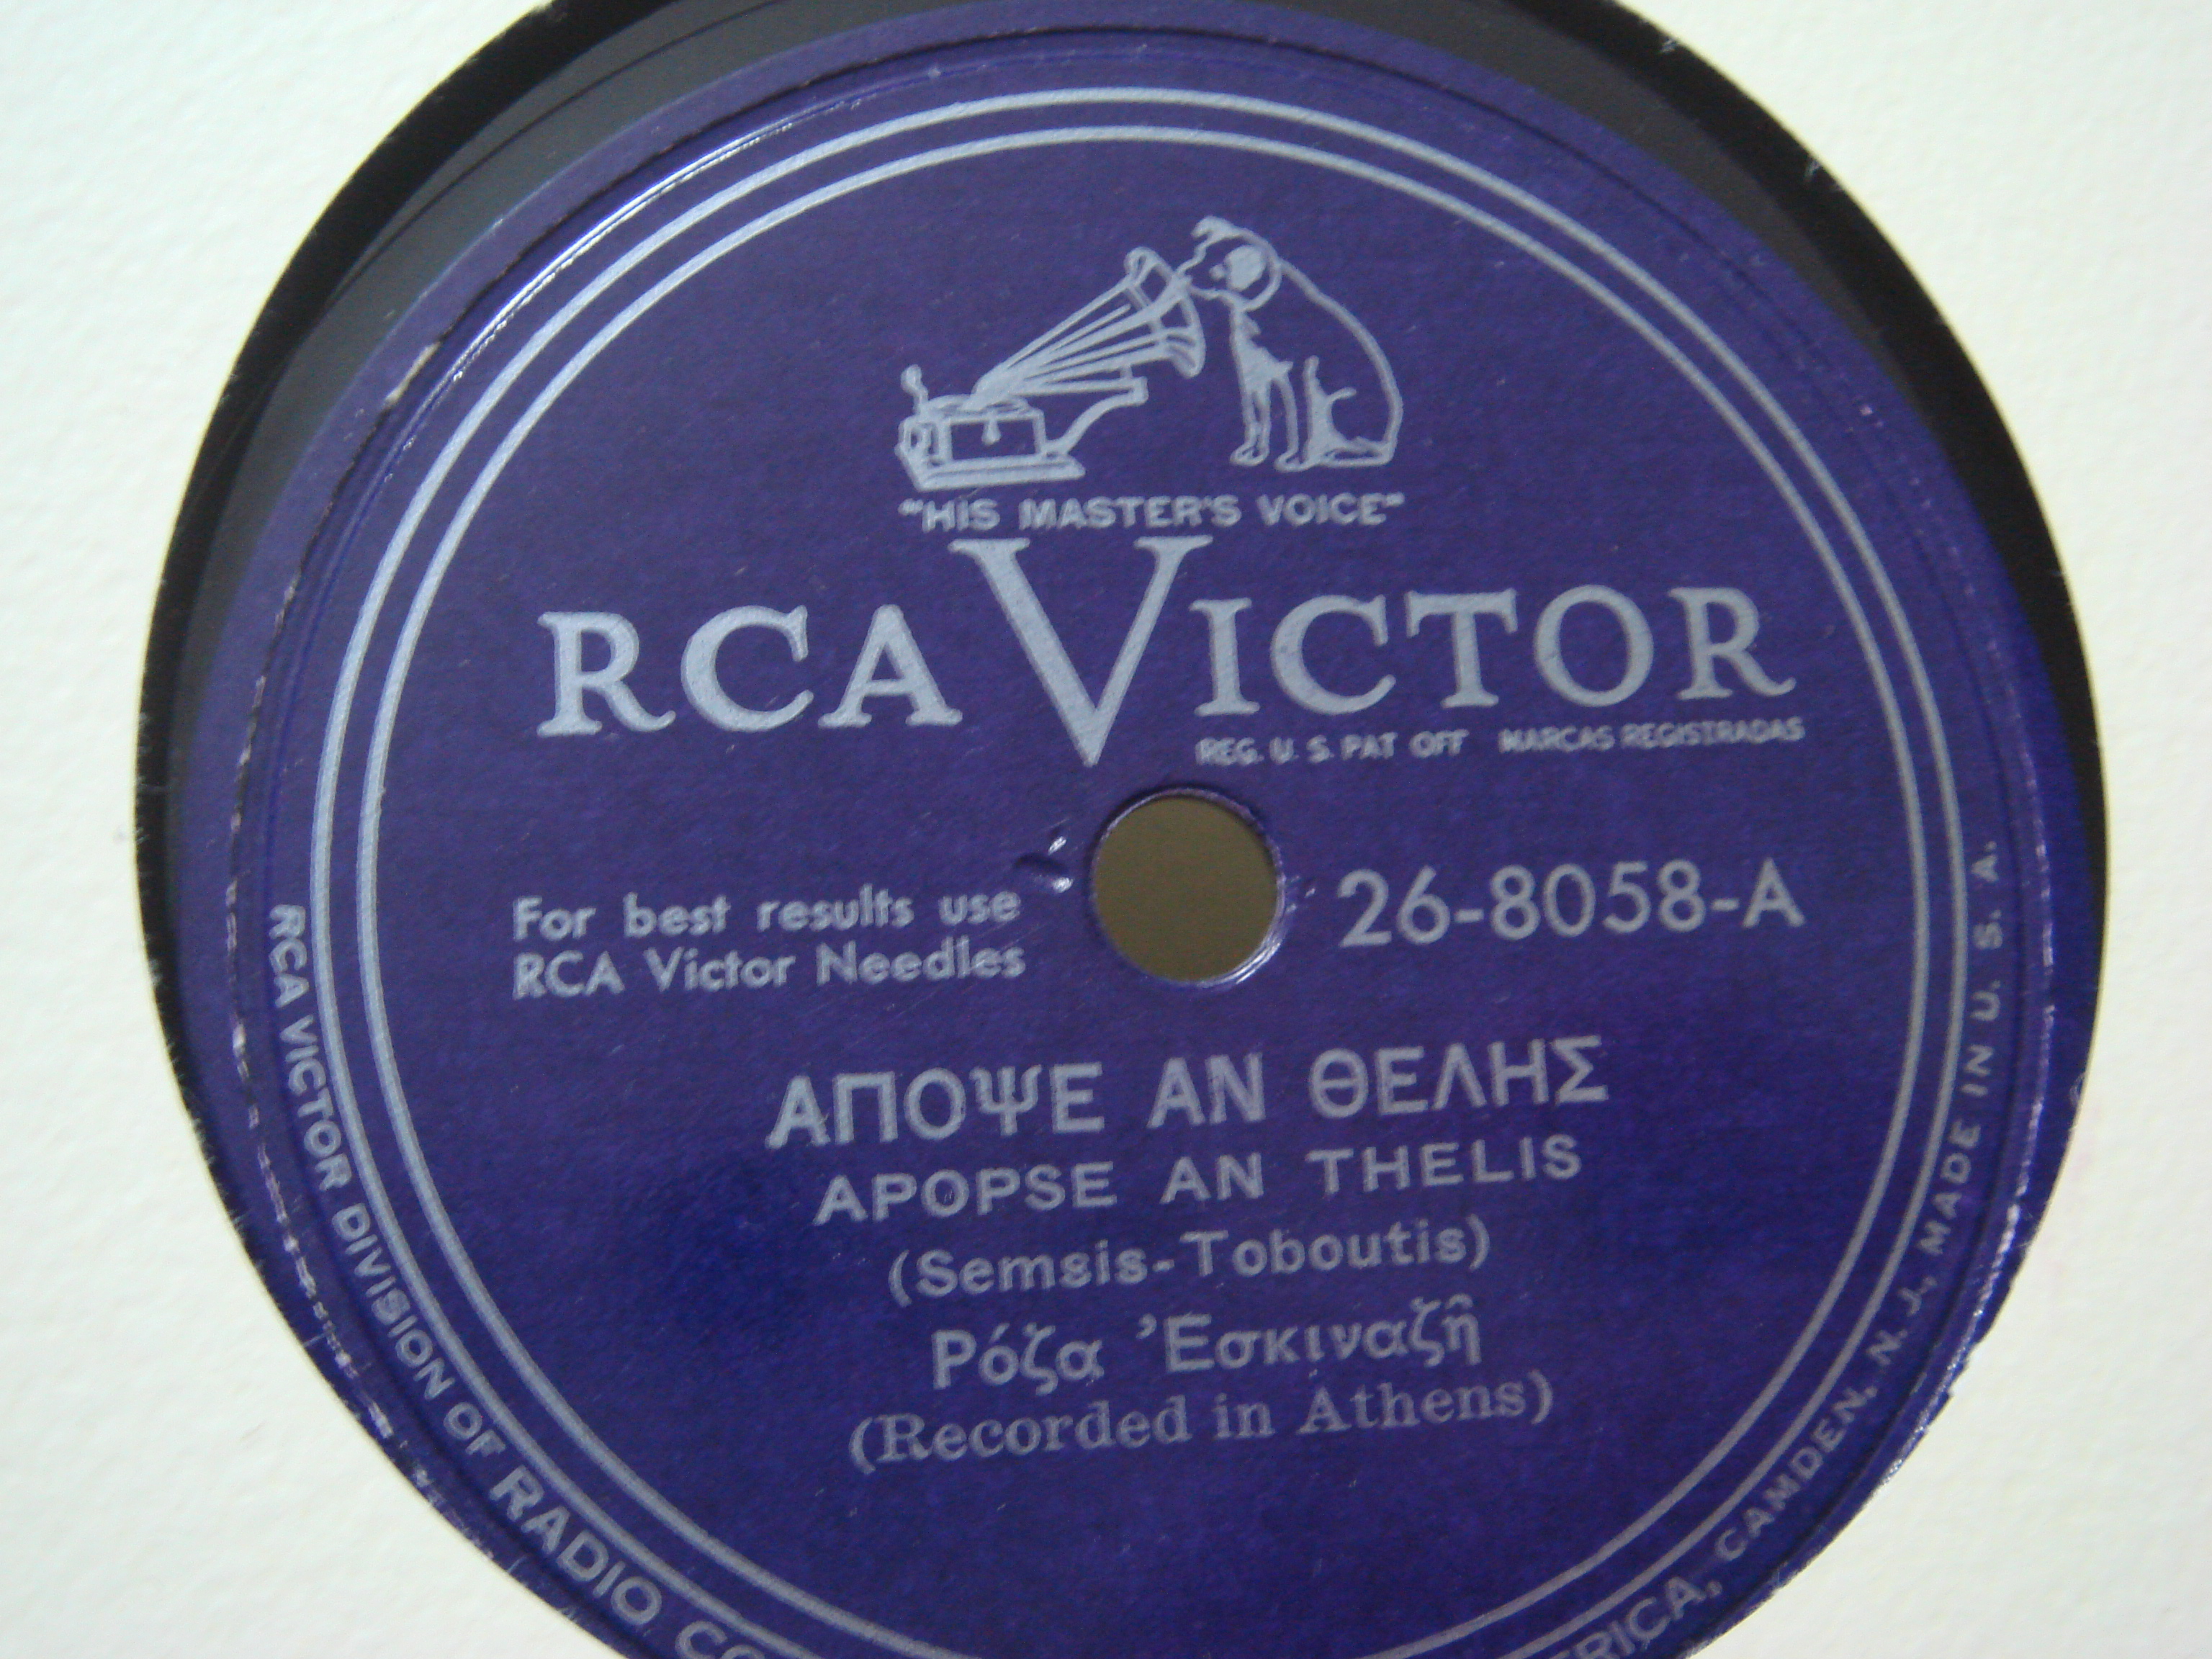 "HIS MASTER'S VOICE"
RCA VICTOR
REG. U. S. PAT OFF MARCAS REGISTRADAS
For best results use
RCA Victor Needles
26-8058-A
ΑΠΟΨΕ ΑΝ ΘΕΛΗΣ
APOPSE AN THELIS
(Semsis-Toboutis)
Ρόζα Ἐσκιναζῆ
(Recorded in Athens)
RCA VICTOR DIVISION OF RADIO CAMDEN, N. J., MADE IN U. S. A.